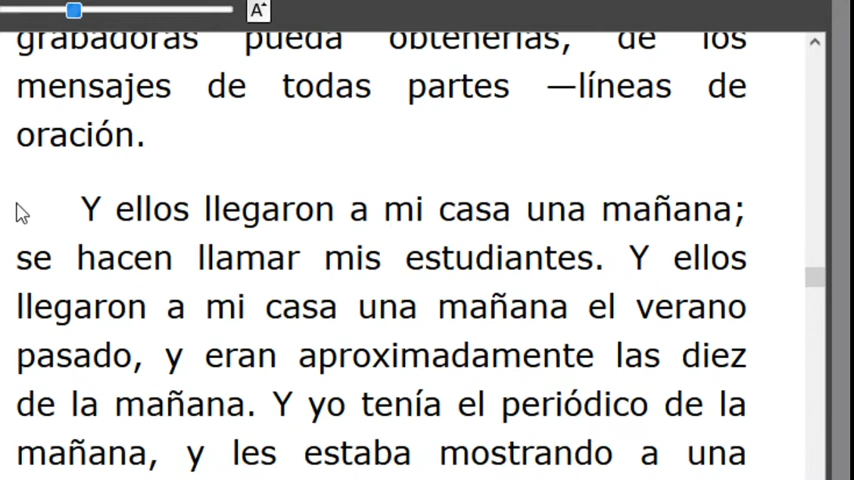 A
grabadoras pueda obtenerlas, de los
mensajes de todas partes —líneas de
oración.
Y ellos llegaron a mi casa una mañana;
se hacen llamar mis estudiantes. Y ellos
llegaron a mi casa una mañana el verano
pasado, y eran aproximadamente las diez
de la mañana. Y yo tenía el periódico de la
mañana, y les estaba mostrando a una